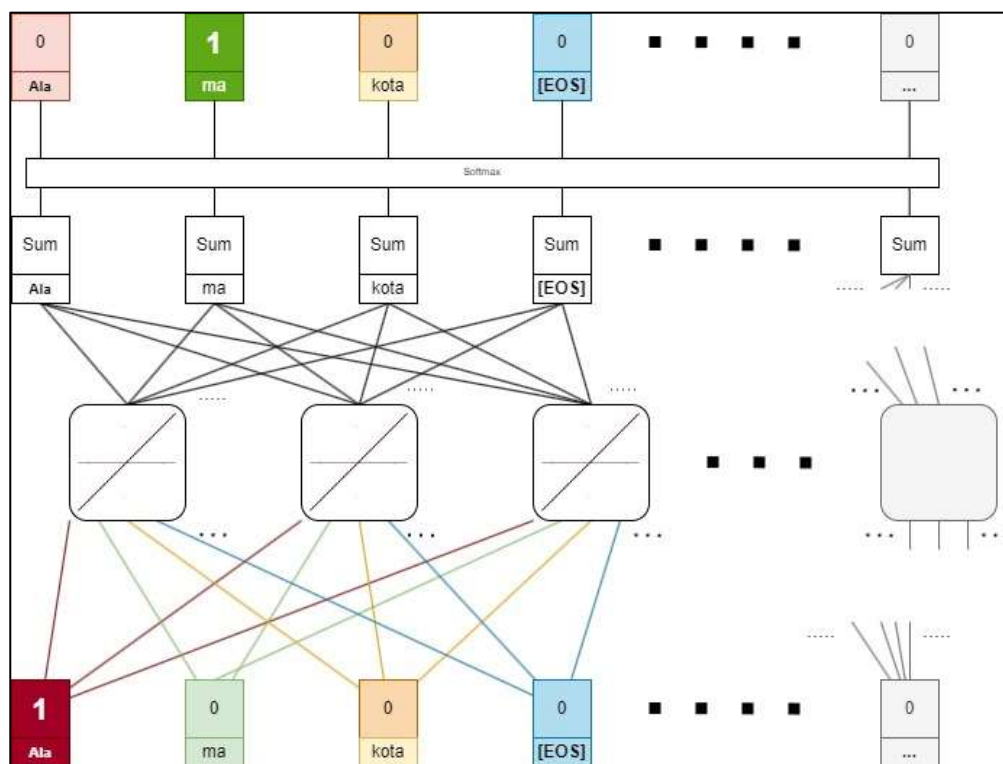 0 1 0 0 0
Ala ma kota [EOS] ...
Softmax
Sum Sum Sum Sum Sum
Ala ma kota [EOS]
1 0 0 0 0
Ala ma kota [EOS] ...